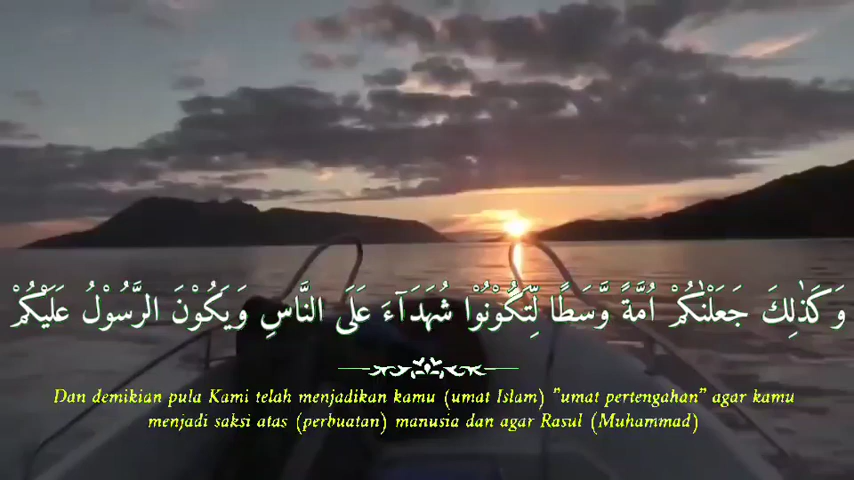 وَكَذٰلِكَ جَعَلْنٰكُمْ اُمَّةً وَّسَطًا لِّتَكُوْنُوْا شُهَدَاۤءَ عَلَى النَّاسِ وَيَكُوْنَ الرَّسُوْلُ عَلَيْكُمْ
Dan demikian pula Kami telah menjadikan kamu (umat Islam) "umat pertengahan" agar kamu
menjadi saksi atas (perbuatan) manusia dan agar Rasul (Muhammad)